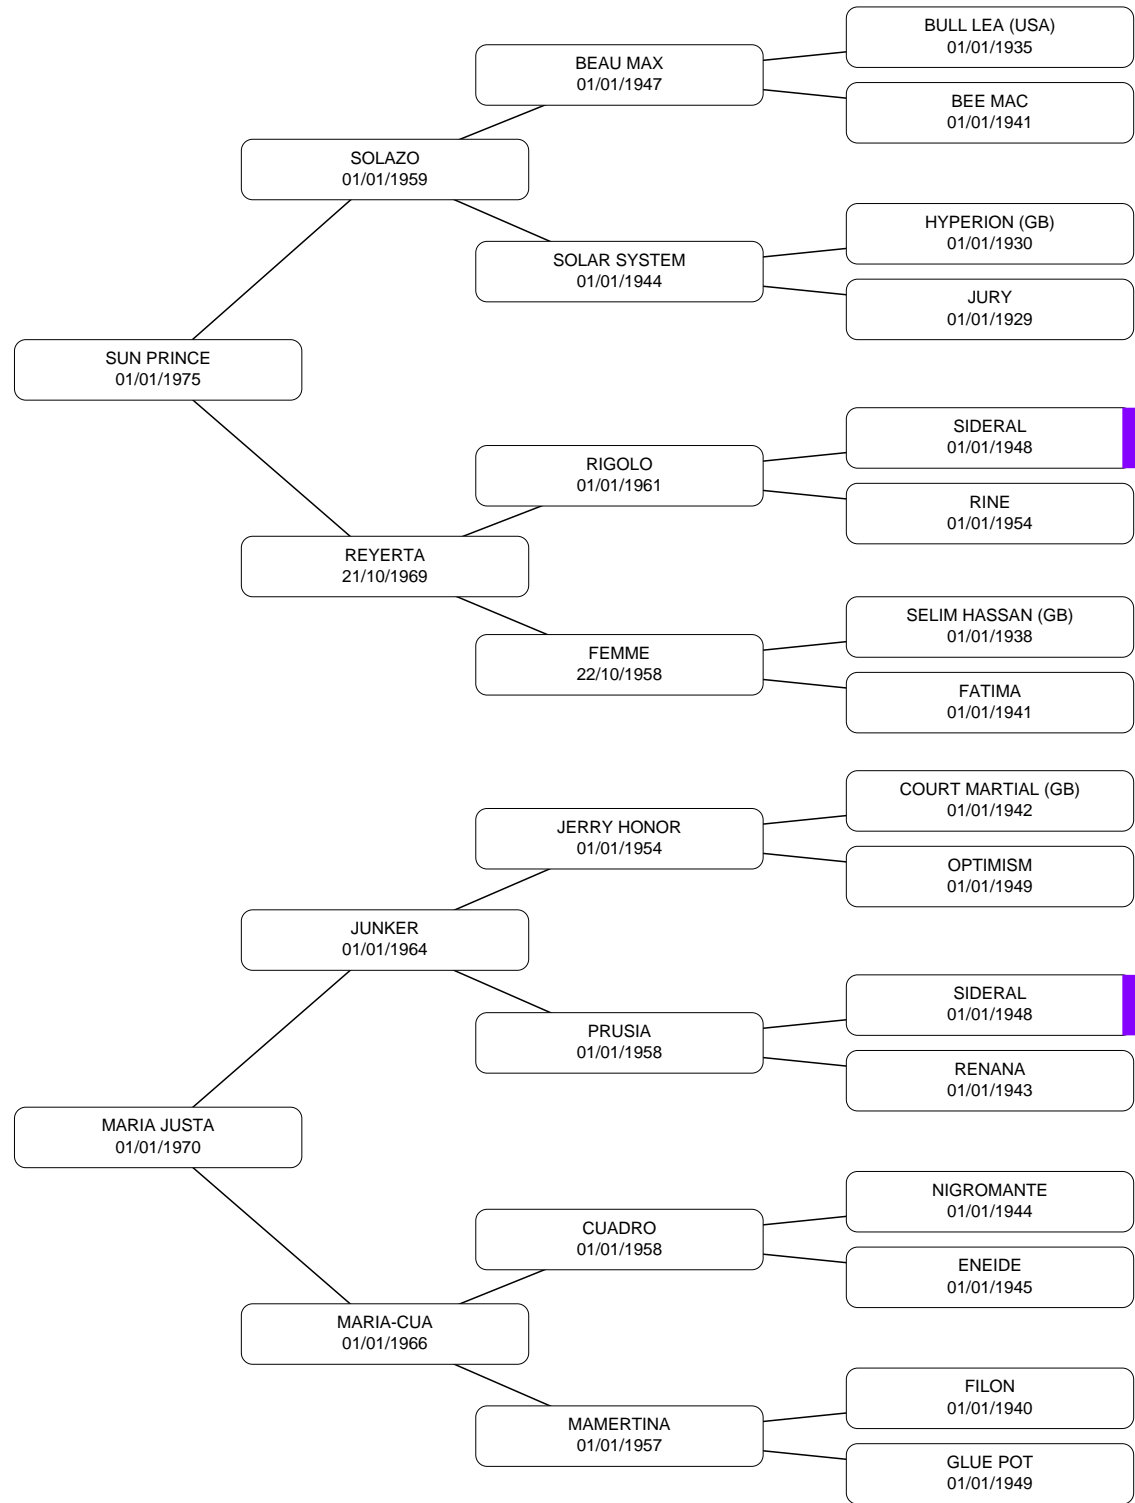 BULL LEA (USA)
01/01/1935
BEAU MAX
01/01/1947
BEE MAC
01/01/1941
SOLAZO
01/01/1959
HYPERION (GB)
01/01/1930
SOLAR SYSTEM
01/01/1944
JURY
01/01/1929
SUN PRINCE
01/01/1975
SIDERAL
01/01/1948
RIGOLO
01/01/1961
RINE
01/01/1954
REYERTA
21/10/1969
SELIM HASSAN (GB)
01/01/1938
FEMME
22/10/1958
FATIMA
01/01/1941
COURT MARTIAL (GB)
01/01/1942
JERRY HONOR
01/01/1954
OPTIMISM
01/01/1949
JUNKER
01/01/1964
SIDERAL
01/01/1948
PRUSIA
01/01/1958
RENANA
01/01/1943
MARIA JUSTA
01/01/1970
NIGROMANTE
01/01/1944
CUADRO
01/01/1958
ENEIDE
01/01/1945
MARIA-CUA
01/01/1966
FILON
01/01/1940
MAMERTINA
01/01/1957
GLUE POT
01/01/1949